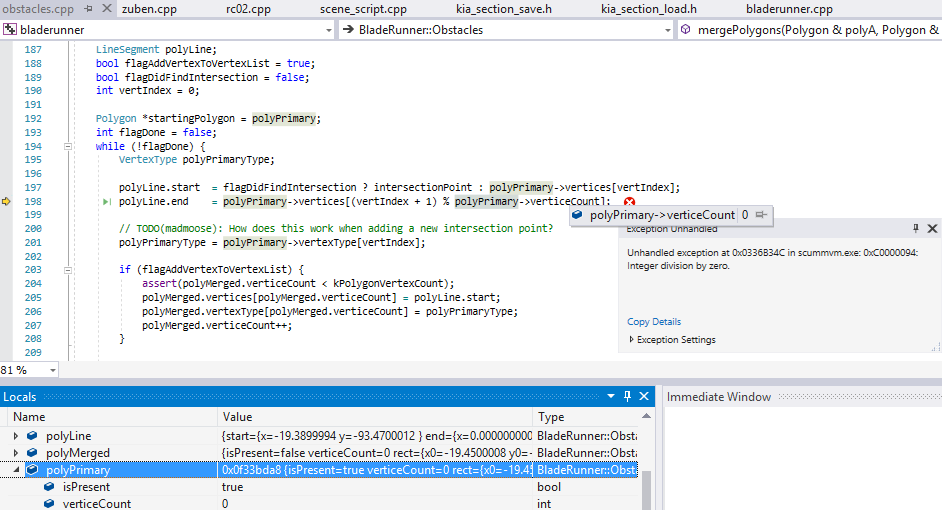 obstacles.cpp zuben.cpp rc02.cpp scene_script.cpp kia_section_save.h kia_section_load.h bladerunner.cpp
bladerunner BladeRunner::Obstacles mergePolygons(Polygon & polyA, Polygon &
187 LineSegment polyLine;
188 bool flagAddVertexToVertexList = true;
189 bool flagDidFindIntersection = false;
190 int vertIndex = 0;
191
192 Polygon *startingPolygon = polyPrimary;
193 int flagDone = false;
194 while (!flagDone) {
195 VertexType polyPrimaryType;
196
197 polyLine.start = flagDidFindIntersection ? intersectionPoint : polyPrimary->vertices[vertIndex];
198 polyLine.end = polyPrimary->vertices[(vertIndex + 1) % polyPrimary->verticeCount];
polyPrimary->verticeCount 0
199
200 // TODO(madmoose): How does this work when adding a new intersection point?
201 polyPrimaryType = polyPrimary->vertexType[vertIndex];
202
203 if (flagAddVertexToVertexList) {
204 assert(polyMerged.verticeCount < kPolygonVertexCount);
205 polyMerged.vertices[polyMerged.verticeCount] = polyLine.start;
206 polyMerged.vertexType[polyMerged.verticeCount] = polyPrimaryType;
207 polyMerged.verticeCount++;
208 }
209
Exception Unhandled
Unhandled exception at 0x0336B34C in scummvm.exe: 0xC0000094:
Integer division by zero.
Copy Details
Exception Settings
81 %
Locals
Name Value Type
polyLine {start={x=-19.3899994 y=-93.4700012 } end={x=0.000000000 BladeRunner::Obsta
polyMerged {isPresent=false verticeCount=0 rect={x0=-19.4500008 y0=- BladeRunner::Obsta
polyPrimary 0x0f33bda8 {isPresent=true verticeCount=0 rect={x0=-19.45 BladeRunner::Obsta
isPresent true bool
verticeCount 0 int
Immediate Window